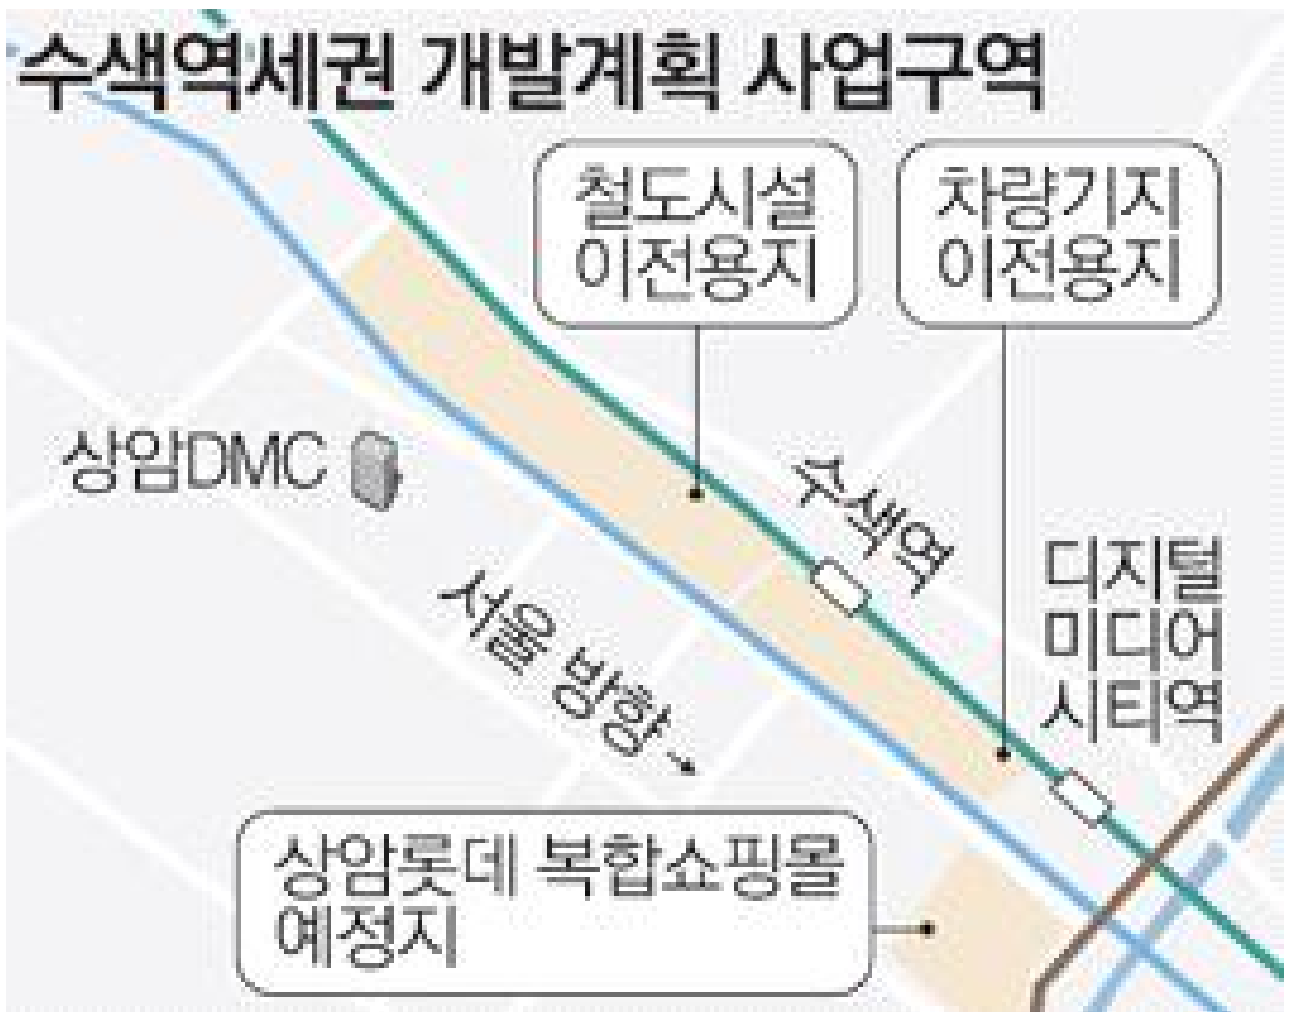 수색역세권 개발계획 사업구역
철도시설
이전용지
차량기지
이전용지
상암DMC
수색역
디지털
미디어
시티역
서울 방향→
상암롯데 복합쇼핑몰
예정지